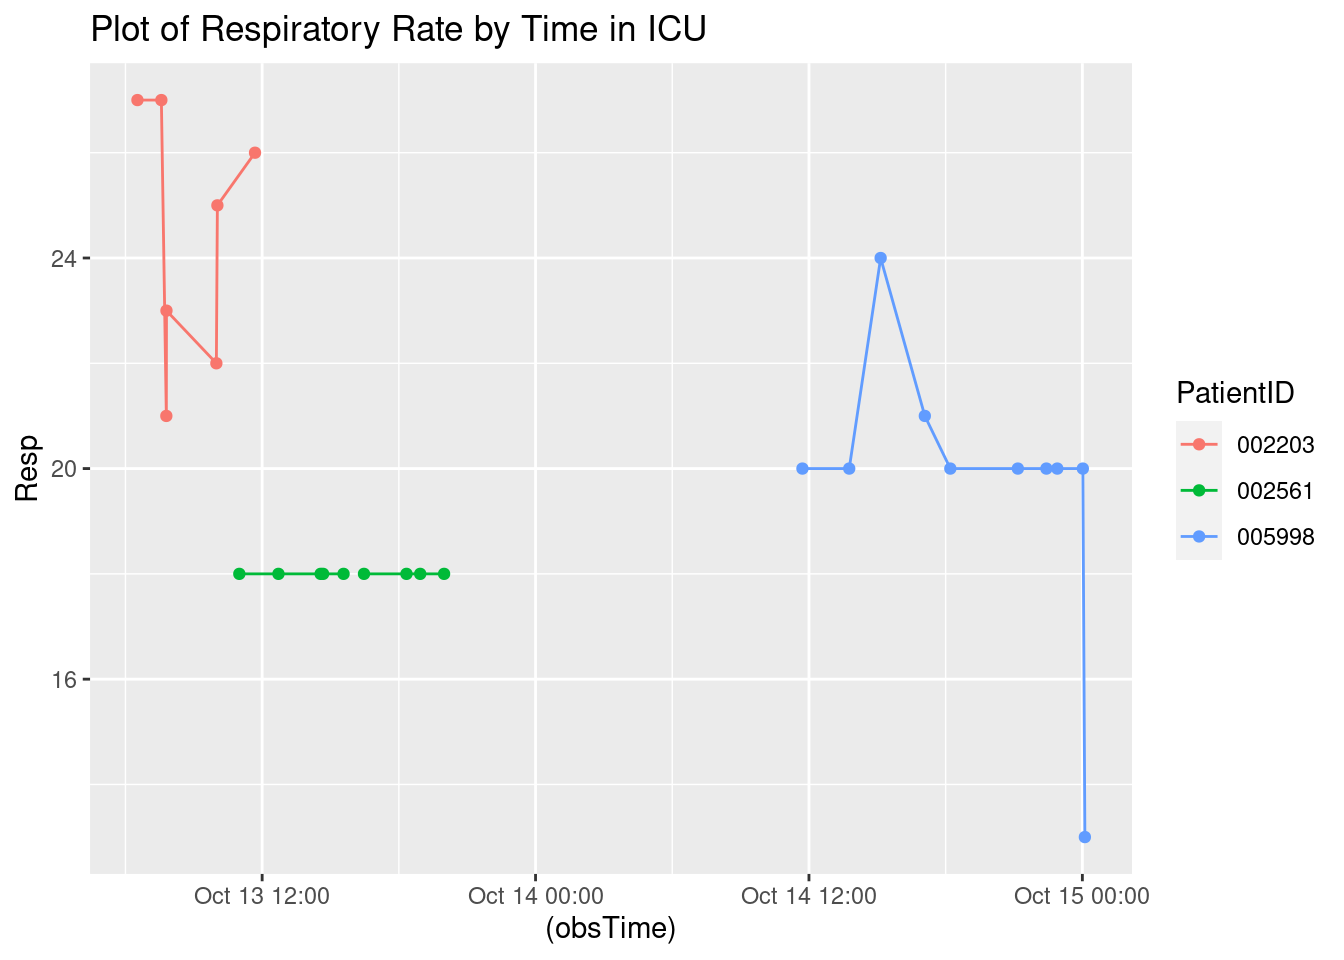 Plot of Respiratory Rate by Time in ICU
24
20
16
Resp
Oct 13 12:00
Oct 14 00:00
Oct 14 12:00
Oct 15 00:00
(obsTime)
PatientID
002203
002561
005998